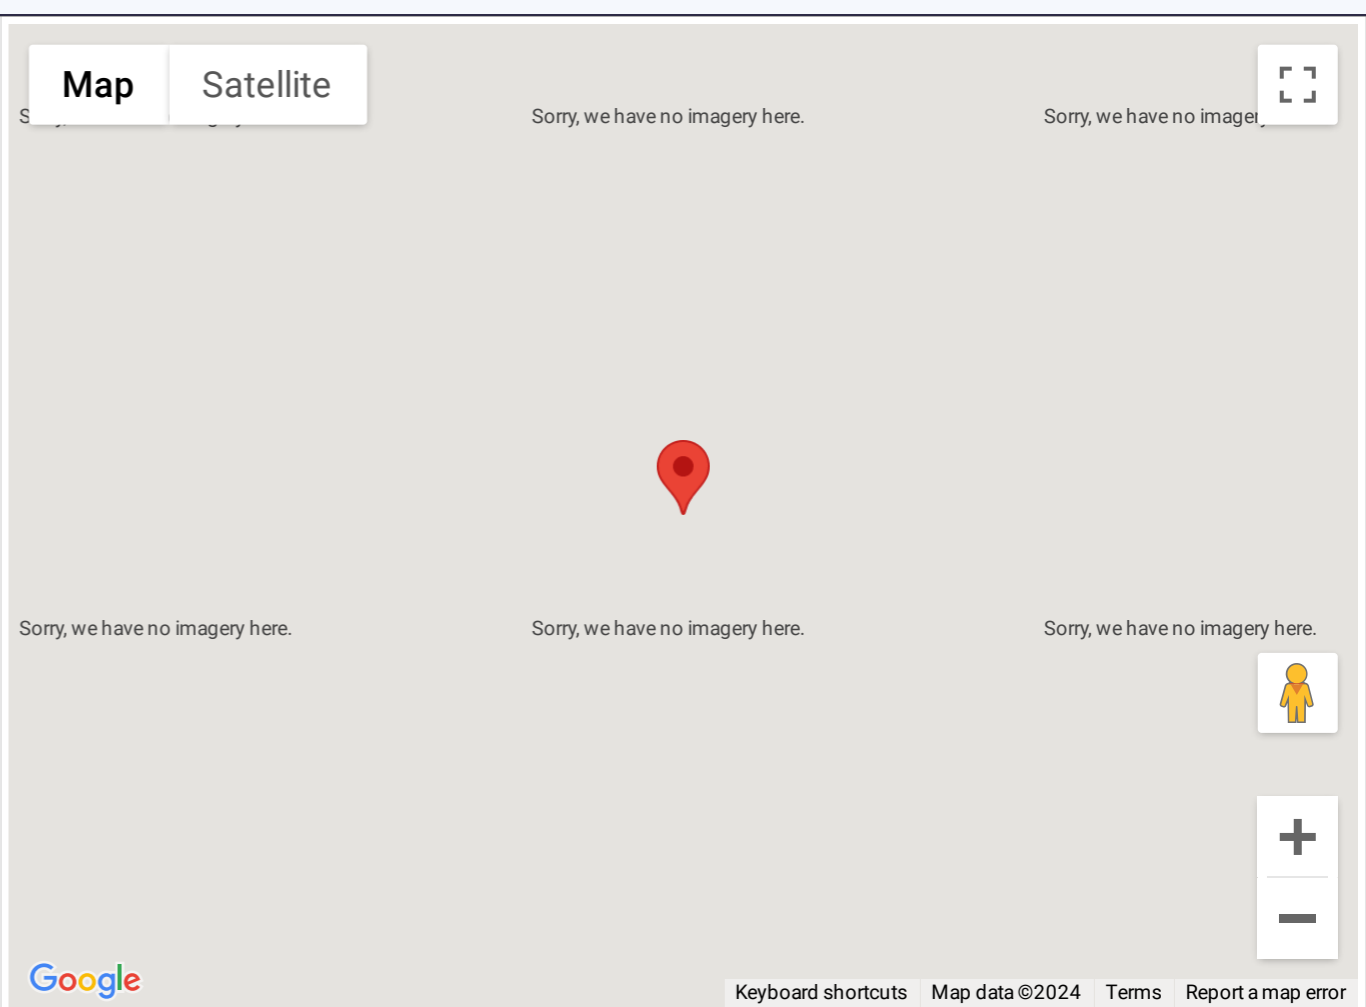 Map
Satellite
Sorry, we have no imagery here.
Sorry, we have no
Sorry, we have no imagery here.
Sorry, we have no imagery here.
Sorry, we have no imagery here.
Google
Keyboard shortcuts
Map data ©2024
Terms
Report a map error